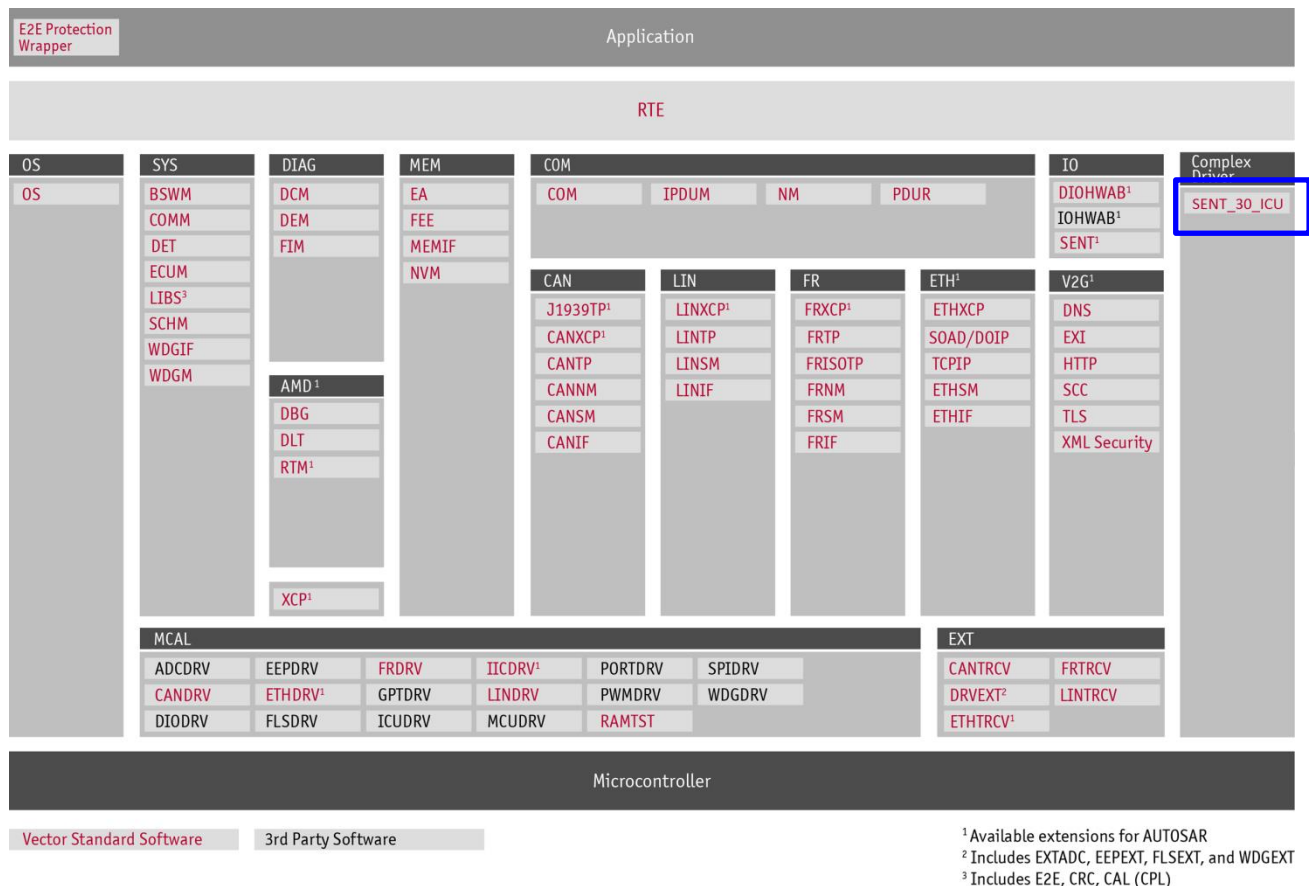 E2E Protection
Wrapper
Application
RTE
OS
OS
SYS
BSWM
COMM
DET
ECUM
LIBS³
SCHM
WDGIF
WDGM
DIAG
DCM
DEM
FIM
AMD¹
DBG
DLT
RTM¹
XCP¹
MEM
EA
FEE
MEMIF
NVM
COM
COM IPDUM NM PDUR
CAN
J1939TP¹
CANXCP¹
CANTP
CANNM
CANSM
CANIF
LIN
LINXCP¹
LINTP
LINSM
LINIF
FR
FRXCP¹
FRTP
FRISOTP
FRNM
FRSM
FRIF
ETH¹
ETHXCP
SOAD/DOIP
TCPIP
ETHSM
ETHIF
IO
DIOHWAB¹
IOHWAB¹
SENT¹
V2G¹
DNS
EXI
HTTP
SCC
TLS
XML Security
Complex
Driver
SENT_30_ICU
MCAL
ADCDRV EEPDRV FRDRV IICDRV¹ PORTDRV SPIDRV
CANDRV ETHDRV¹ GPTDRV LINDRV PWMDRV WDGDRV
DIODRV FLSDRV ICUDRV MCUDRV RAMTST
EXT
CANTRCV FRTRCV
DRVEXT² LINTRCV
ETHTRCV¹
Microcontroller
Vector Standard Software 3rd Party Software
¹ Available extensions for AUTOSAR
² Includes EXTADC, EEPEXT, FLSEXT, and WDGEXT
³ Includes E2E, CRC, CAL (CPL)